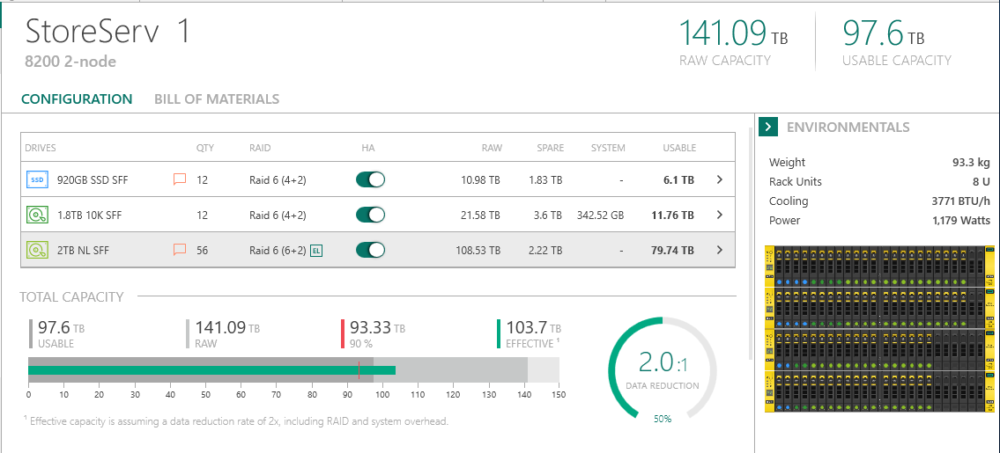 StoreServ 1
8200 2-node
141.09 TB
RAW CAPACITY
97.6 TB
USABLE CAPACITY
CONFIGURATION BILL OF MATERIALS
DRIVES QTY RAID HA RAW SPARE SYSTEM USABLE
SSD 920GB SSD SFF 12 Raid 6 (4+2) 10.98 TB 1.83 TB - 6.1 TB
1.8TB 10K SFF 12 Raid 6 (4+2) 21.58 TB 3.6 TB 342.52 GB 11.76 TB
2TB NL SFF 56 Raid 6 (6+2) EL 108.53 TB 2.22 TB - 79.74 TB
TOTAL CAPACITY
97.6 TB
USABLE
141.09 TB
RAW
93.33 TB
90 %
103.7 TB
EFFECTIVE ¹
0 10 20 30 40 50 60 70 80 90 100 110 120 130 140 150
¹ Effective capacity is assuming a data reduction rate of 2x, including RAID and system overhead.
2.0:1
DATA REDUCTION
50%
ENVIRONMENTALS
Weight 93.3 kg
Rack Units 8 U
Cooling 3771 BTU/h
Power 1,179 Watts